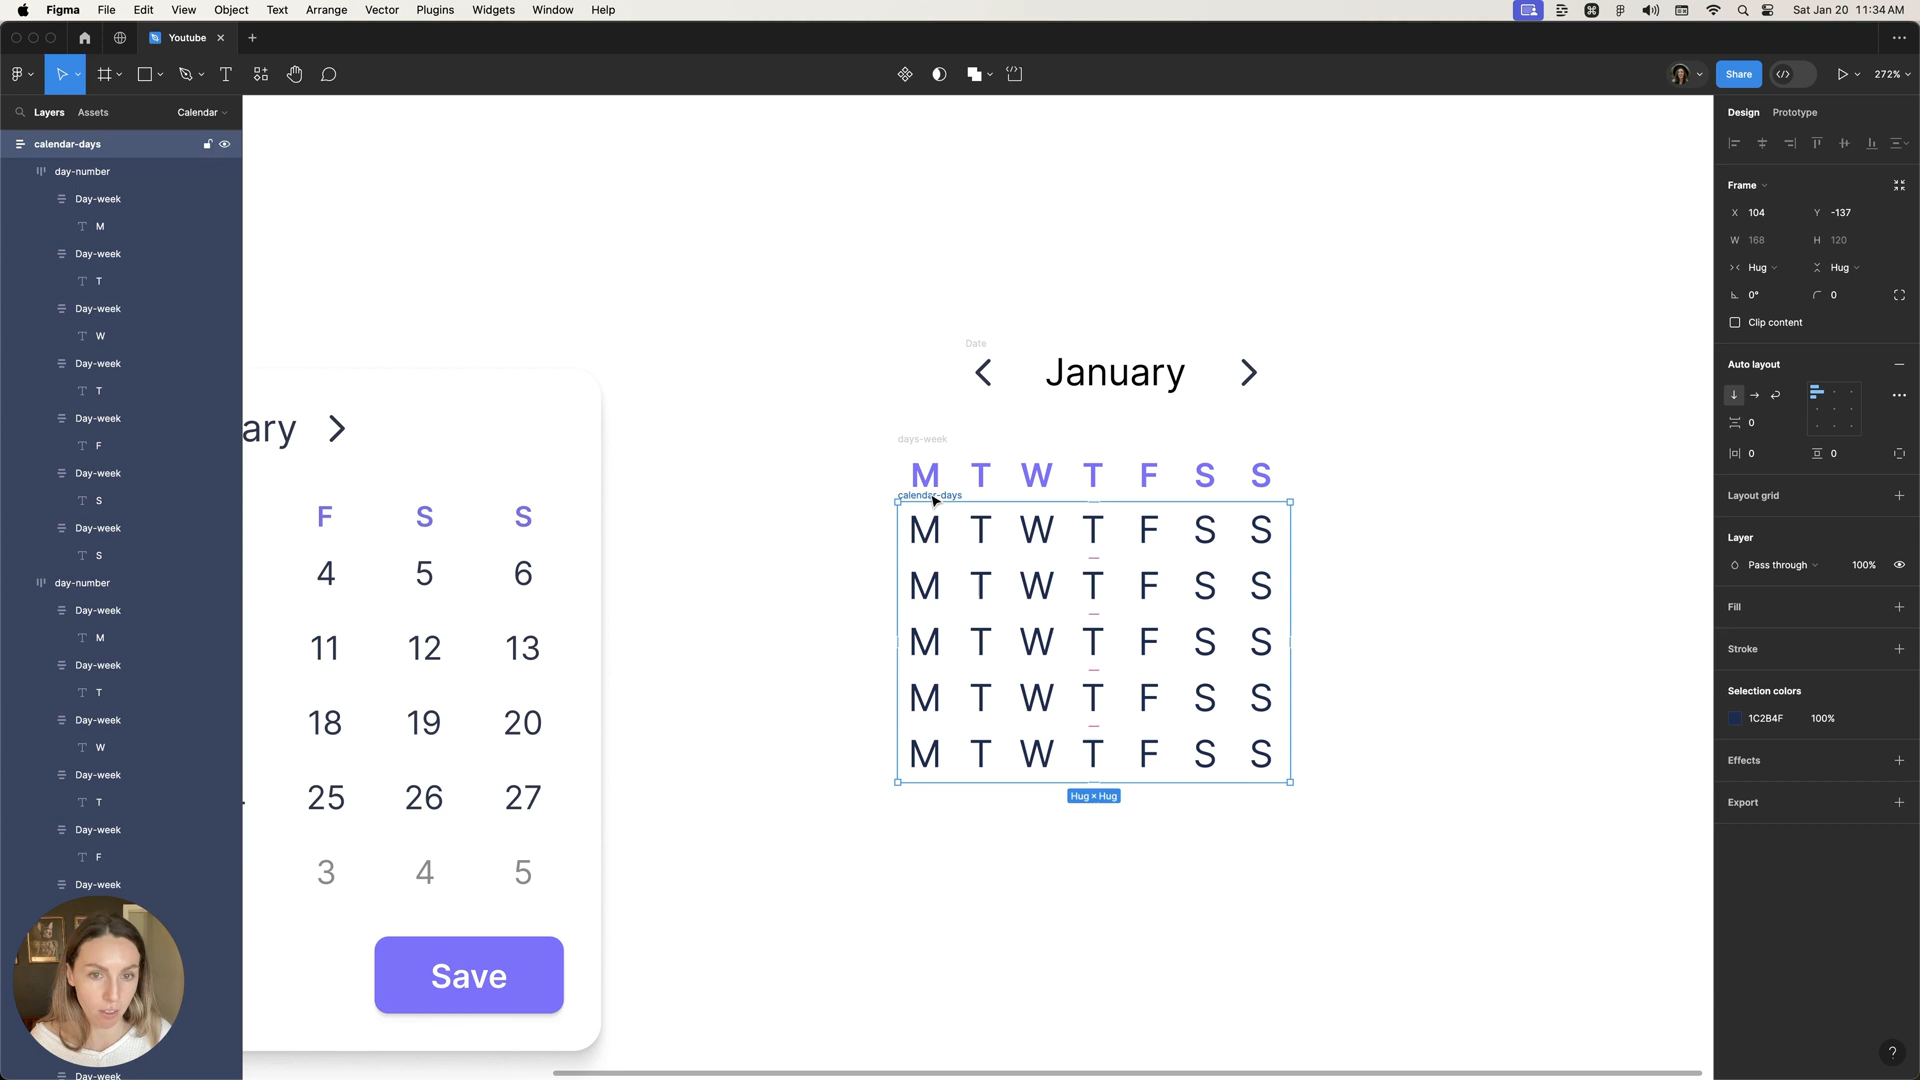 Figma File Edit View Object Text Arrange Vector Plugins Widgets Window Help Sat Jan 20 11:34 AM
Youtube
Share 272%
Layers Assets Calendar
calendar-days
day-number
Day-week
M
Day-week
T
Day-week
W
Day-week
T
Day-week
F
Day-week
S
Day-week
S
day-number
Day-week
M
Day-week
T
Day-week
W
Day-week
T
Day-week
F
Day-week
Day-week
ary
F S S
4 5 6
11 12 13
18 19 20
25 26 27
3 4 5
Save
Date
January
days-week
M T W T F S S
calendar-days
M T W T F S S
M T W T F S S
M T W T F S S
M T W T F S S
M T W T F S S
Hug × Hug
Design Prototype
Frame
X 104 Y -137
W 168 H 120
Hug Hug
0° 0
Clip content
Auto layout
0
0 0
Layout grid
Layer
Pass through 100%
Fill
Stroke
Selection colors
1C2B4F 100%
Effects
Export
?